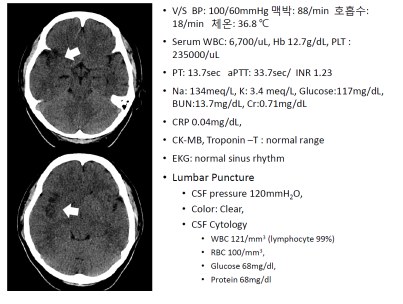 • V/S  BP: 100/60mmHg 맥박: 88/min  호흡수:
18/min   체온: 36.8 ℃
• Serum WBC: 6,700/uL, Hb 12.7g/dL, PLT :
235000/uL
• PT: 13.7sec  aPTT: 33.7sec/  INR 1.23
• Na: 134meq/L, K: 3.4 meq/L, Glucose:117mg/dL,
BUN:13.7mg/dL, Cr:0.71mg/dL
• CRP 0.04mg/dL,
• CK-MB, Troponin –T : normal range
• EKG: normal sinus rhythm
• Lumbar Puncture
• CSF pressure 120mmH₂O,
• Color: Clear,
• CSF Cytology
• WBC 121/mm³ (lymphocyte 99%)
• RBC 100/mm³,
• Glucose 68mg/dl,
• Protein 68mg/dl